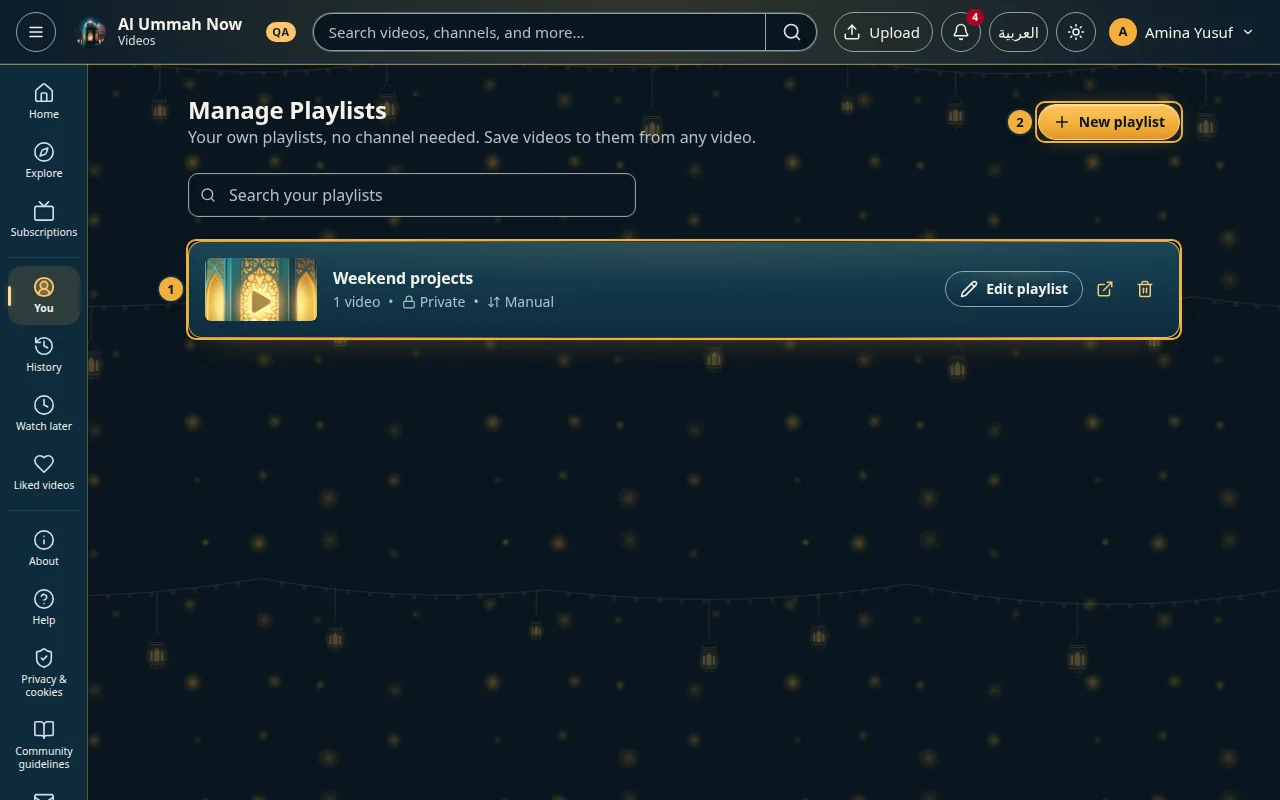 Al Ummah Now
Videos
QA
Search videos, channels, and more...
Upload
4
العربية
A
Amina Yusuf
Home
Explore
Subscriptions
You
History
Watch later
Liked videos
About
Help
Privacy &
cookies
Community
guidelines
Manage Playlists
Your own playlists, no channel needed. Save videos to them from any video.
2
New playlist
Search your playlists
1
Weekend projects
1 video • Private • Manual
Edit playlist